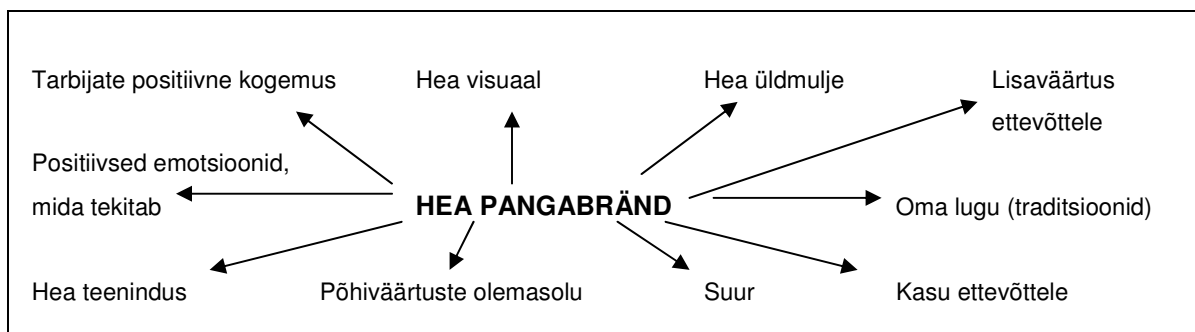 Tarbijate positiivne kogemus
Hea visuaal
Hea üldmulje
Lisaväärtus
ettevõttele
Positiivsed emotsioonid,
mida tekitab
HEA PANGABRÄND
Oma lugu (traditsioonid)
Hea teenindus
Põhiväärtuste olemasolu
Suur
Kasu ettevõttele